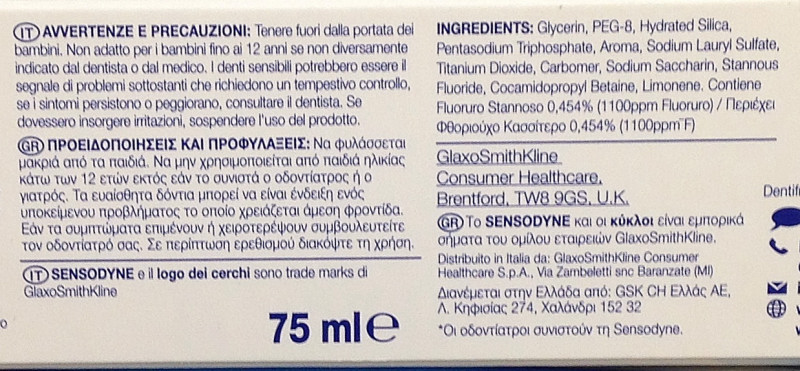 IT AVVERTENZE E PRECAUZIONI: Tenere fuori dalla portata dei
bambini. Non adatto per i bambini fino ai 12 anni se non diversamente
indicato dal dentista o dal medico. I denti sensibili potrebbero essere il
segnale di problemi sottostanti che richiedono un tempestivo controllo,
se i sintomi persistono o peggiorano, consultare il dentista. Se
dovessero insorgere irritazioni, sospendere l'uso del prodotto.
GR ΠΡΟΕΙΔΟΠΟΙΗΣΕΙΣ ΚΑΙ ΠΡΟΦΥΛΑΞΕΙΣ: Να φυλάσσεται
μακριά από τα παιδιά. Να μην χρησιμοποιείται από παιδιά ηλικίας
κάτω των 12 ετών εκτός εάν το συνιστά ο οδοντίατρος ή ο
γιατρός. Τα ευαίσθητα δόντια μπορεί να είναι ένδειξη ενός
υποκείμενου προβλήματος το οποίο χρειάζεται άμεση φροντίδα.
Εάν τα συμπτώματα επιμένουν ή χειροτερέψουν συμβουλευτείτε
τον οδοντίατρό σας. Σε περίπτωση ερεθισμού διακόψτε τη χρήση.
IT SENSODYNE e il logo dei cerchi sono trade marks di
GlaxoSmithKline
75 ml e
INGREDIENTS: Glycerin, PEG-8, Hydrated Silica,
Pentasodium Triphosphate, Aroma, Sodium Lauryl Sulfate,
Titanium Dioxide, Carbomer, Sodium Saccharin, Stannous
Fluoride, Cocamidopropyl Betaine, Limonene. Contiene
Fluoruro Stannoso 0,454% (1100ppm Fluoruro) / Περιέχει
Φθοριούχο Κασσίτερο 0,454% (1100ppm F)
GlaxoSmithKline
Consumer Healthcare,
Brentford, TW8 9GS, U.K.
GR Το SENSODYNE και οι κύκλοι είναι εμπορικά
σήματα του ομίλου εταιρειών GlaxoSmithKline.
Distribuito in Italia da: GlaxoSmithKline Consumer
Healthcare S.p.A., Via Zambeletti snc Baranzate (MI)
Διανέμεται στην Ελλάδα από: GSK CH Ελλάς ΑΕ,
Λ. Κηφισίας 274, Χαλάνδρι 152 32
*Οι οδοντίατροι συνιστούν τη Sensodyne.